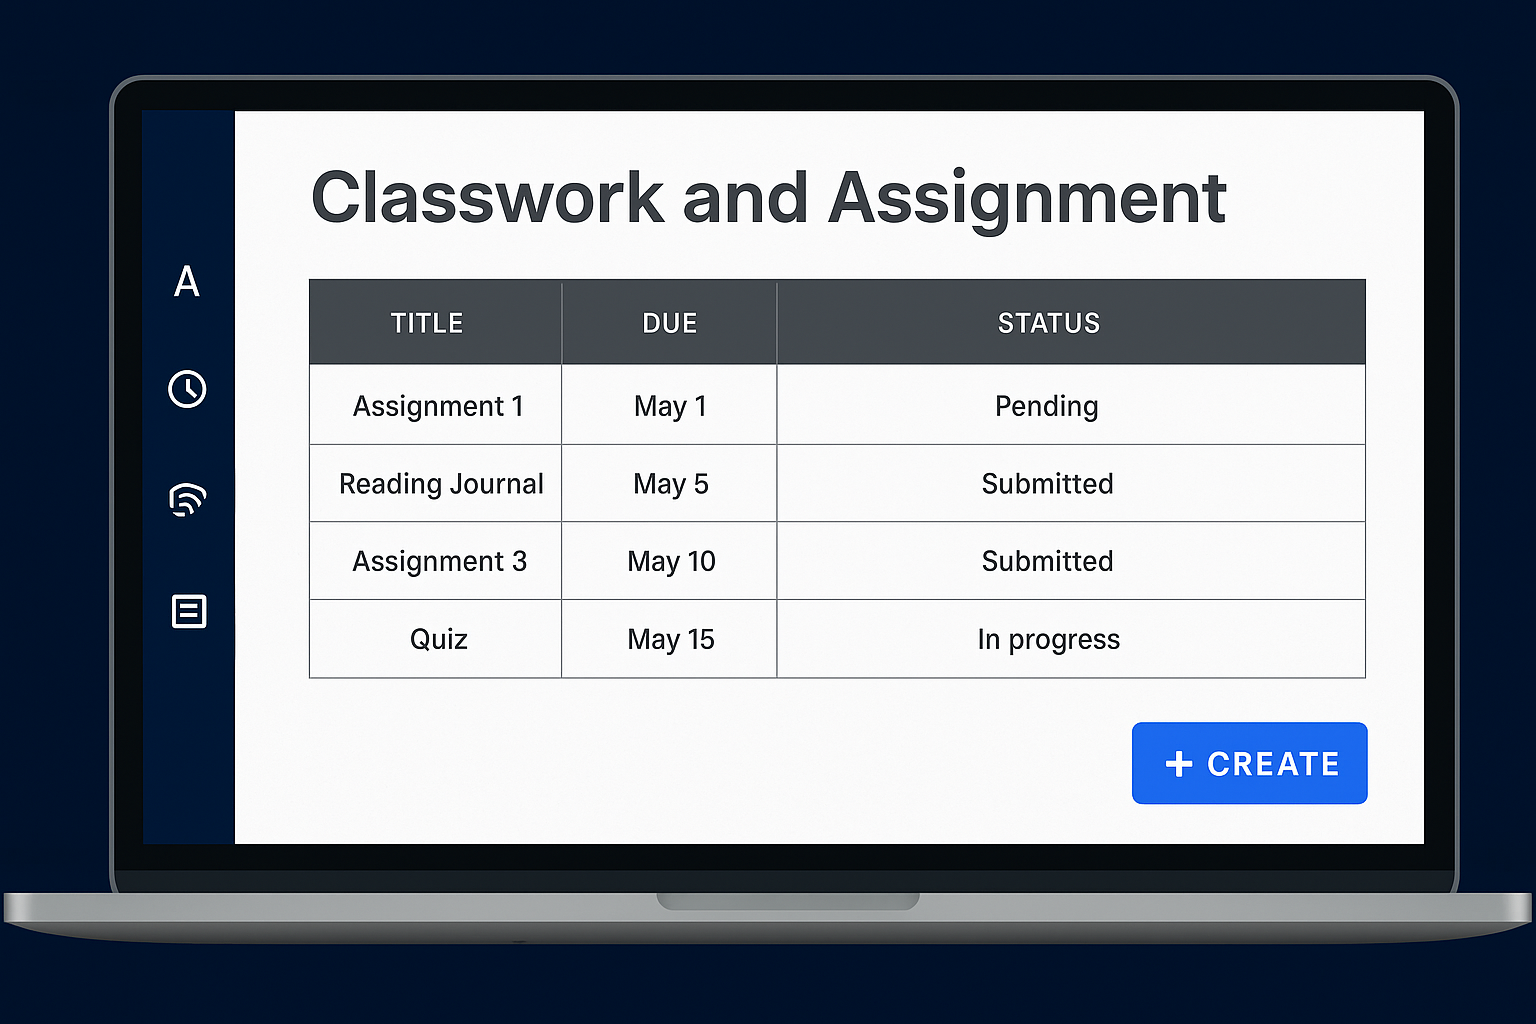 Classwork and Assignment
A
TITLE DUE STATUS
Assignment 1 May 1 Pending
Reading Journal May 5 Submitted
Assignment 3 May 10 Submitted
Quiz May 15 In progress
+ CREATE